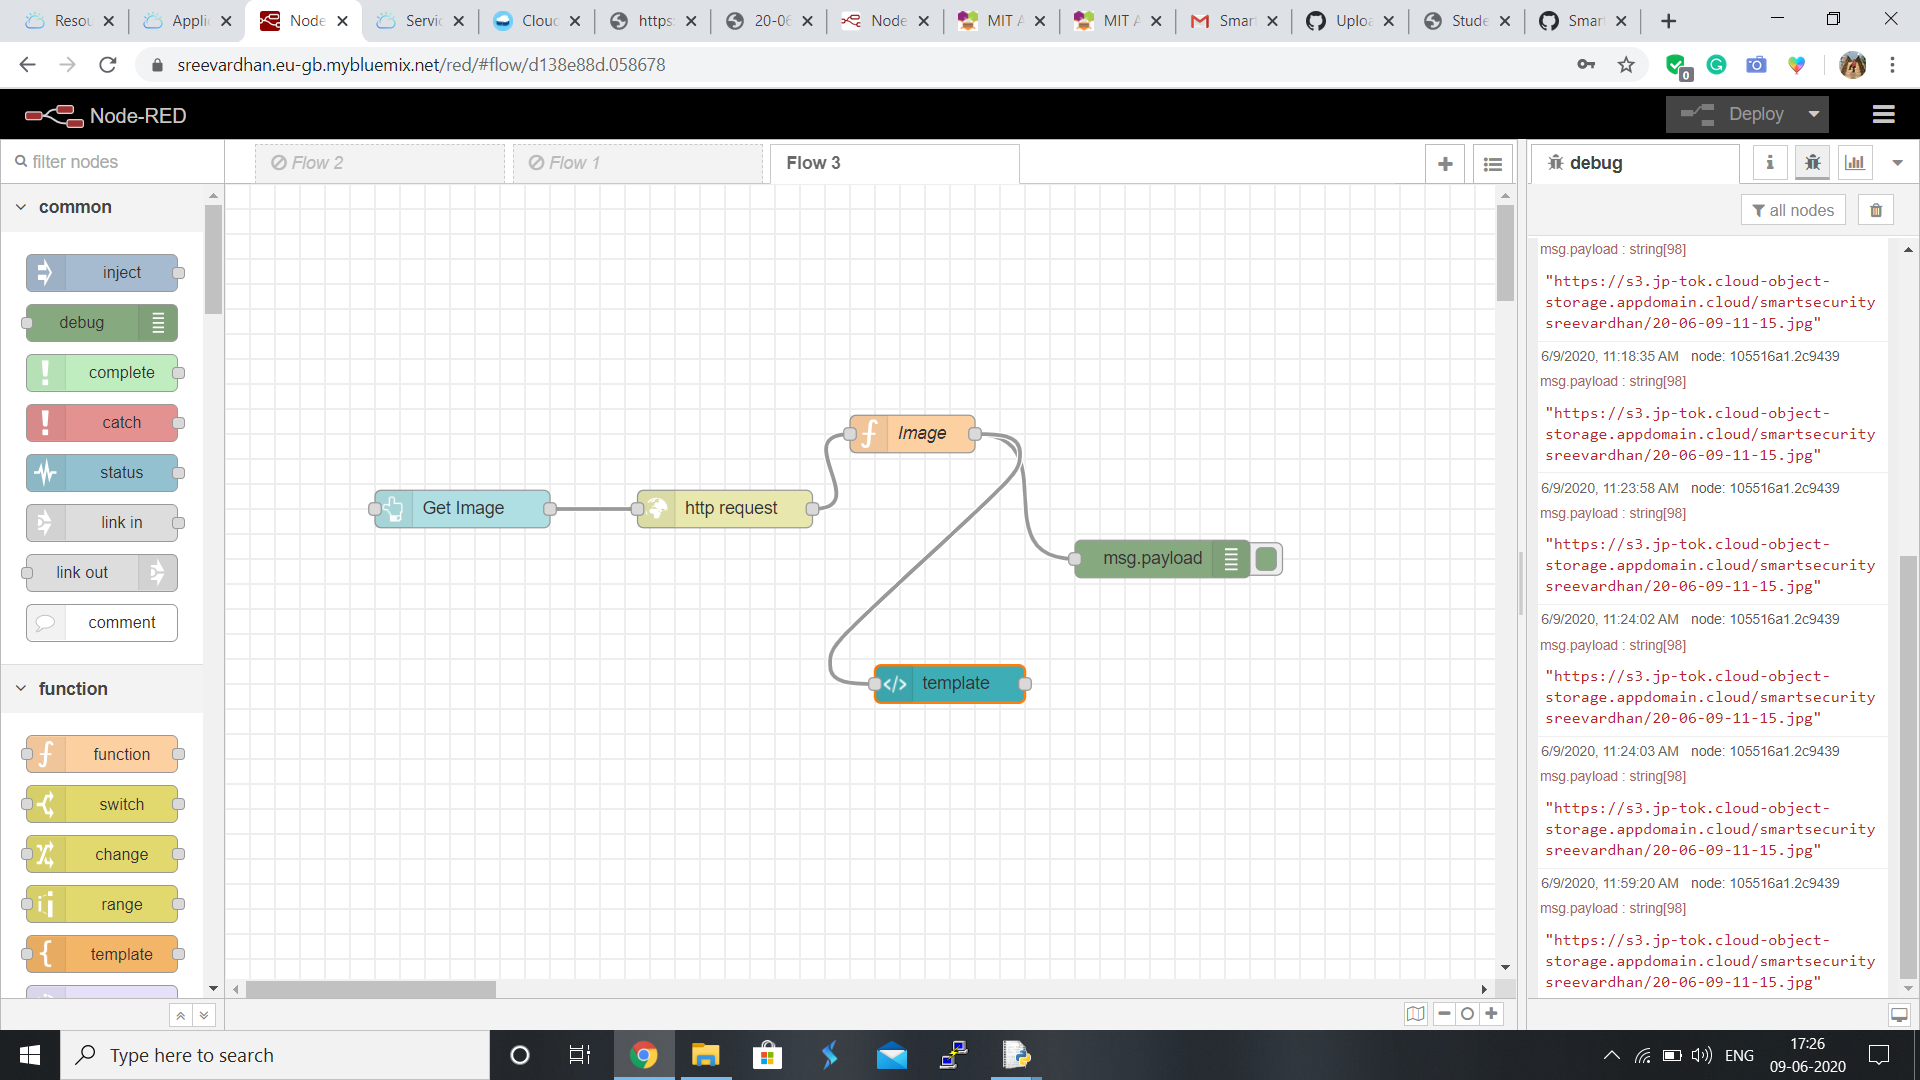 Resou
Applic
Node
Servic
Cloud
https:
20-06
Node
MIT A
MIT A
Smar
Uploa
Stude
Smar
sreevardhan.eu-gb.mybluemix.net/red/#flow/d138e88d.058678
0
Node-RED
Deploy
filter nodes
Flow 2
Flow 1
Flow 3
debug
all nodes
common
inject
debug
complete
catch
status
link in
link out
comment
function
function
switch
change
range
template
Get Image
http request
Image
msg.payload
template
msg.payload : string[98]
"https://s3.jp-tok.cloud-object-
storage.appdomain.cloud/smartsecurity
sreevardhan/20-06-09-11-15.jpg"
6/9/2020, 11:18:35 AM node: 105516a1.2c9439
msg.payload : string[98]
"https://s3.jp-tok.cloud-object-
storage.appdomain.cloud/smartsecurity
sreevardhan/20-06-09-11-15.jpg"
6/9/2020, 11:23:58 AM node: 105516a1.2c9439
msg.payload : string[98]
"https://s3.jp-tok.cloud-object-
storage.appdomain.cloud/smartsecurity
sreevardhan/20-06-09-11-15.jpg"
6/9/2020, 11:24:02 AM node: 105516a1.2c9439
msg.payload : string[98]
"https://s3.jp-tok.cloud-object-
storage.appdomain.cloud/smartsecurity
sreevardhan/20-06-09-11-15.jpg"
6/9/2020, 11:24:03 AM node: 105516a1.2c9439
msg.payload : string[98]
"https://s3.jp-tok.cloud-object-
storage.appdomain.cloud/smartsecurity
sreevardhan/20-06-09-11-15.jpg"
6/9/2020, 11:59:20 AM node: 105516a1.2c9439
msg.payload : string[98]
"https://s3.jp-tok.cloud-object-
storage.appdomain.cloud/smartsecurity
sreevardhan/20-06-09-11-15.jpg"
Type here to search
ENG
17:26
09-06-2020